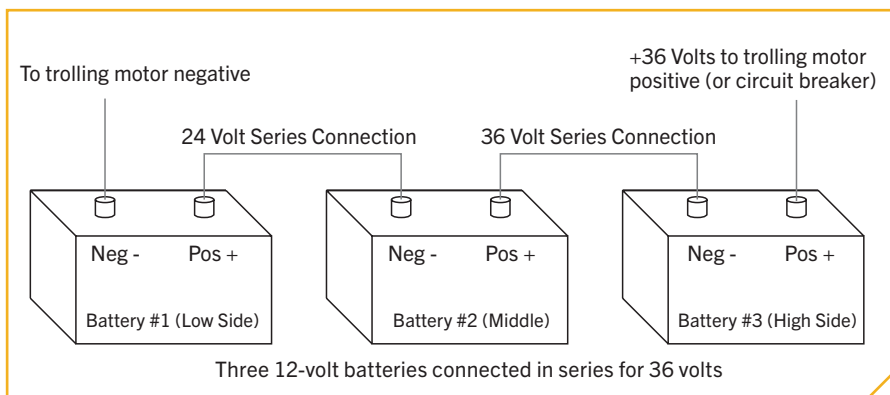 To trolling motor negative
+36 Volts to trolling motor
positive (or circuit breaker)
24 Volt Series Connection
36 Volt Series Connection
Neg -
Pos +
Neg -
Pos +
Neg -
Pos +
Battery #1 (Low Side)
Battery #2 (Middle)
Battery #3 (High Side)
Three 12-volt batteries connected in series for 36 volts